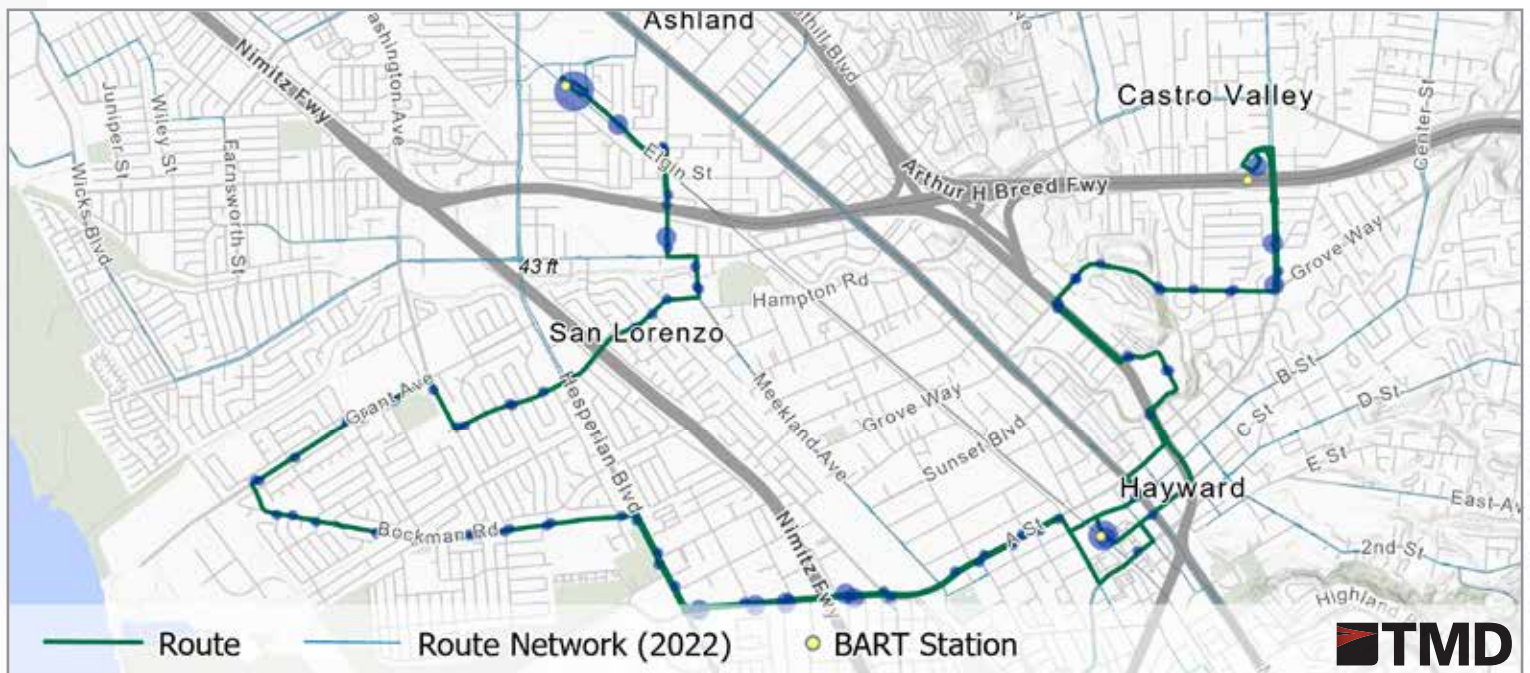 Ashland
Castro Valley
Nimitz Fwy
Juniper St
Wiley St
Farnsworth St
Wicks Blvd
Elgin St
Arthur H Breed Fwy
Center St
Grove Way
43 ft
Hampton Rd
San Lorenzo
Grant Ave
Hesperian Blvd
Meekland Ave
Grove Way
Sunset Blvd
B St
C St
D St
E St
Hayward
Bockman Rd
A St
Nimitz Fwy
2nd St
Highland
Route
Route Network (2022)
BART Station
TMD